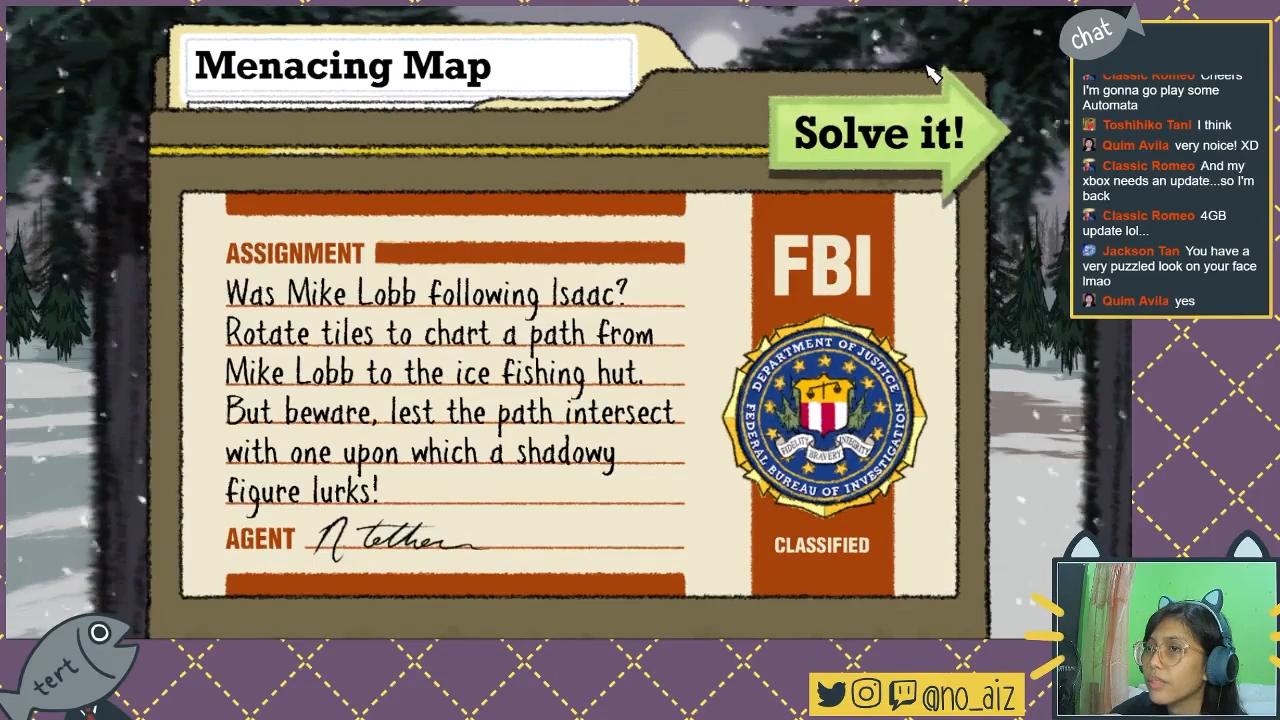 Menacing Map
Solve it!
ASSIGNMENT
Was Mike Lobb following Isaac?
Rotate tiles to chart a path from
Mike Lobb to the ice fishing hut.
But beware, lest the path intersect
with one upon which a shadowy
figure lurks!
AGENT N tether
FBI
DEPARTMENT OF JUSTICE
FIDELITY BRAVERY INTEGRITY
FEDERAL BUREAU OF INVESTIGATION
CLASSIFIED
chat
Classic Romeo Cheers
I'm gonna go play some
Automata
Toshihiko Tani I think
Quim Avila very noice! XD
Classic Romeo And my
xbox needs an update...so I'm
back
Classic Romeo 4GB
update lol...
Jackson Tan You have a
very puzzled look on your face
lmao
Quim Avila yes
tert
@no_aiz